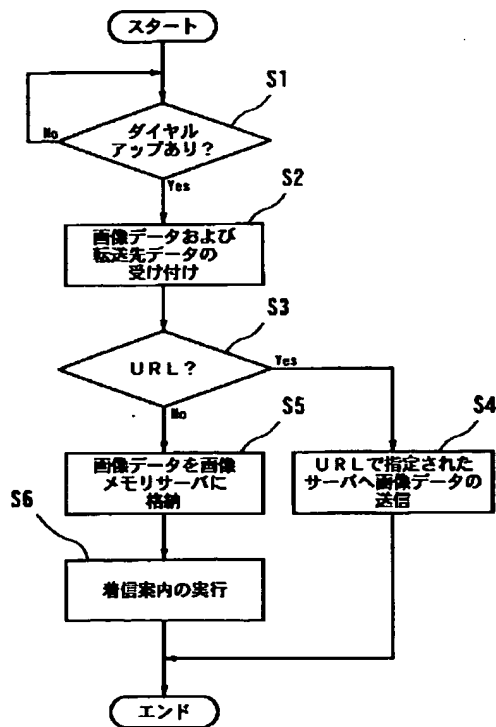 スタート
S1
ダイヤル
アップあり?
No
Yes
S2
画像データおよび
転送先データの
受け付け
S3
URL?
Yes
No
S5
画像データを画像
メモリサーバに
格納
S4
URLで指定された
サーバへ画像データの
送信
S6
着信案内の実行
エンド